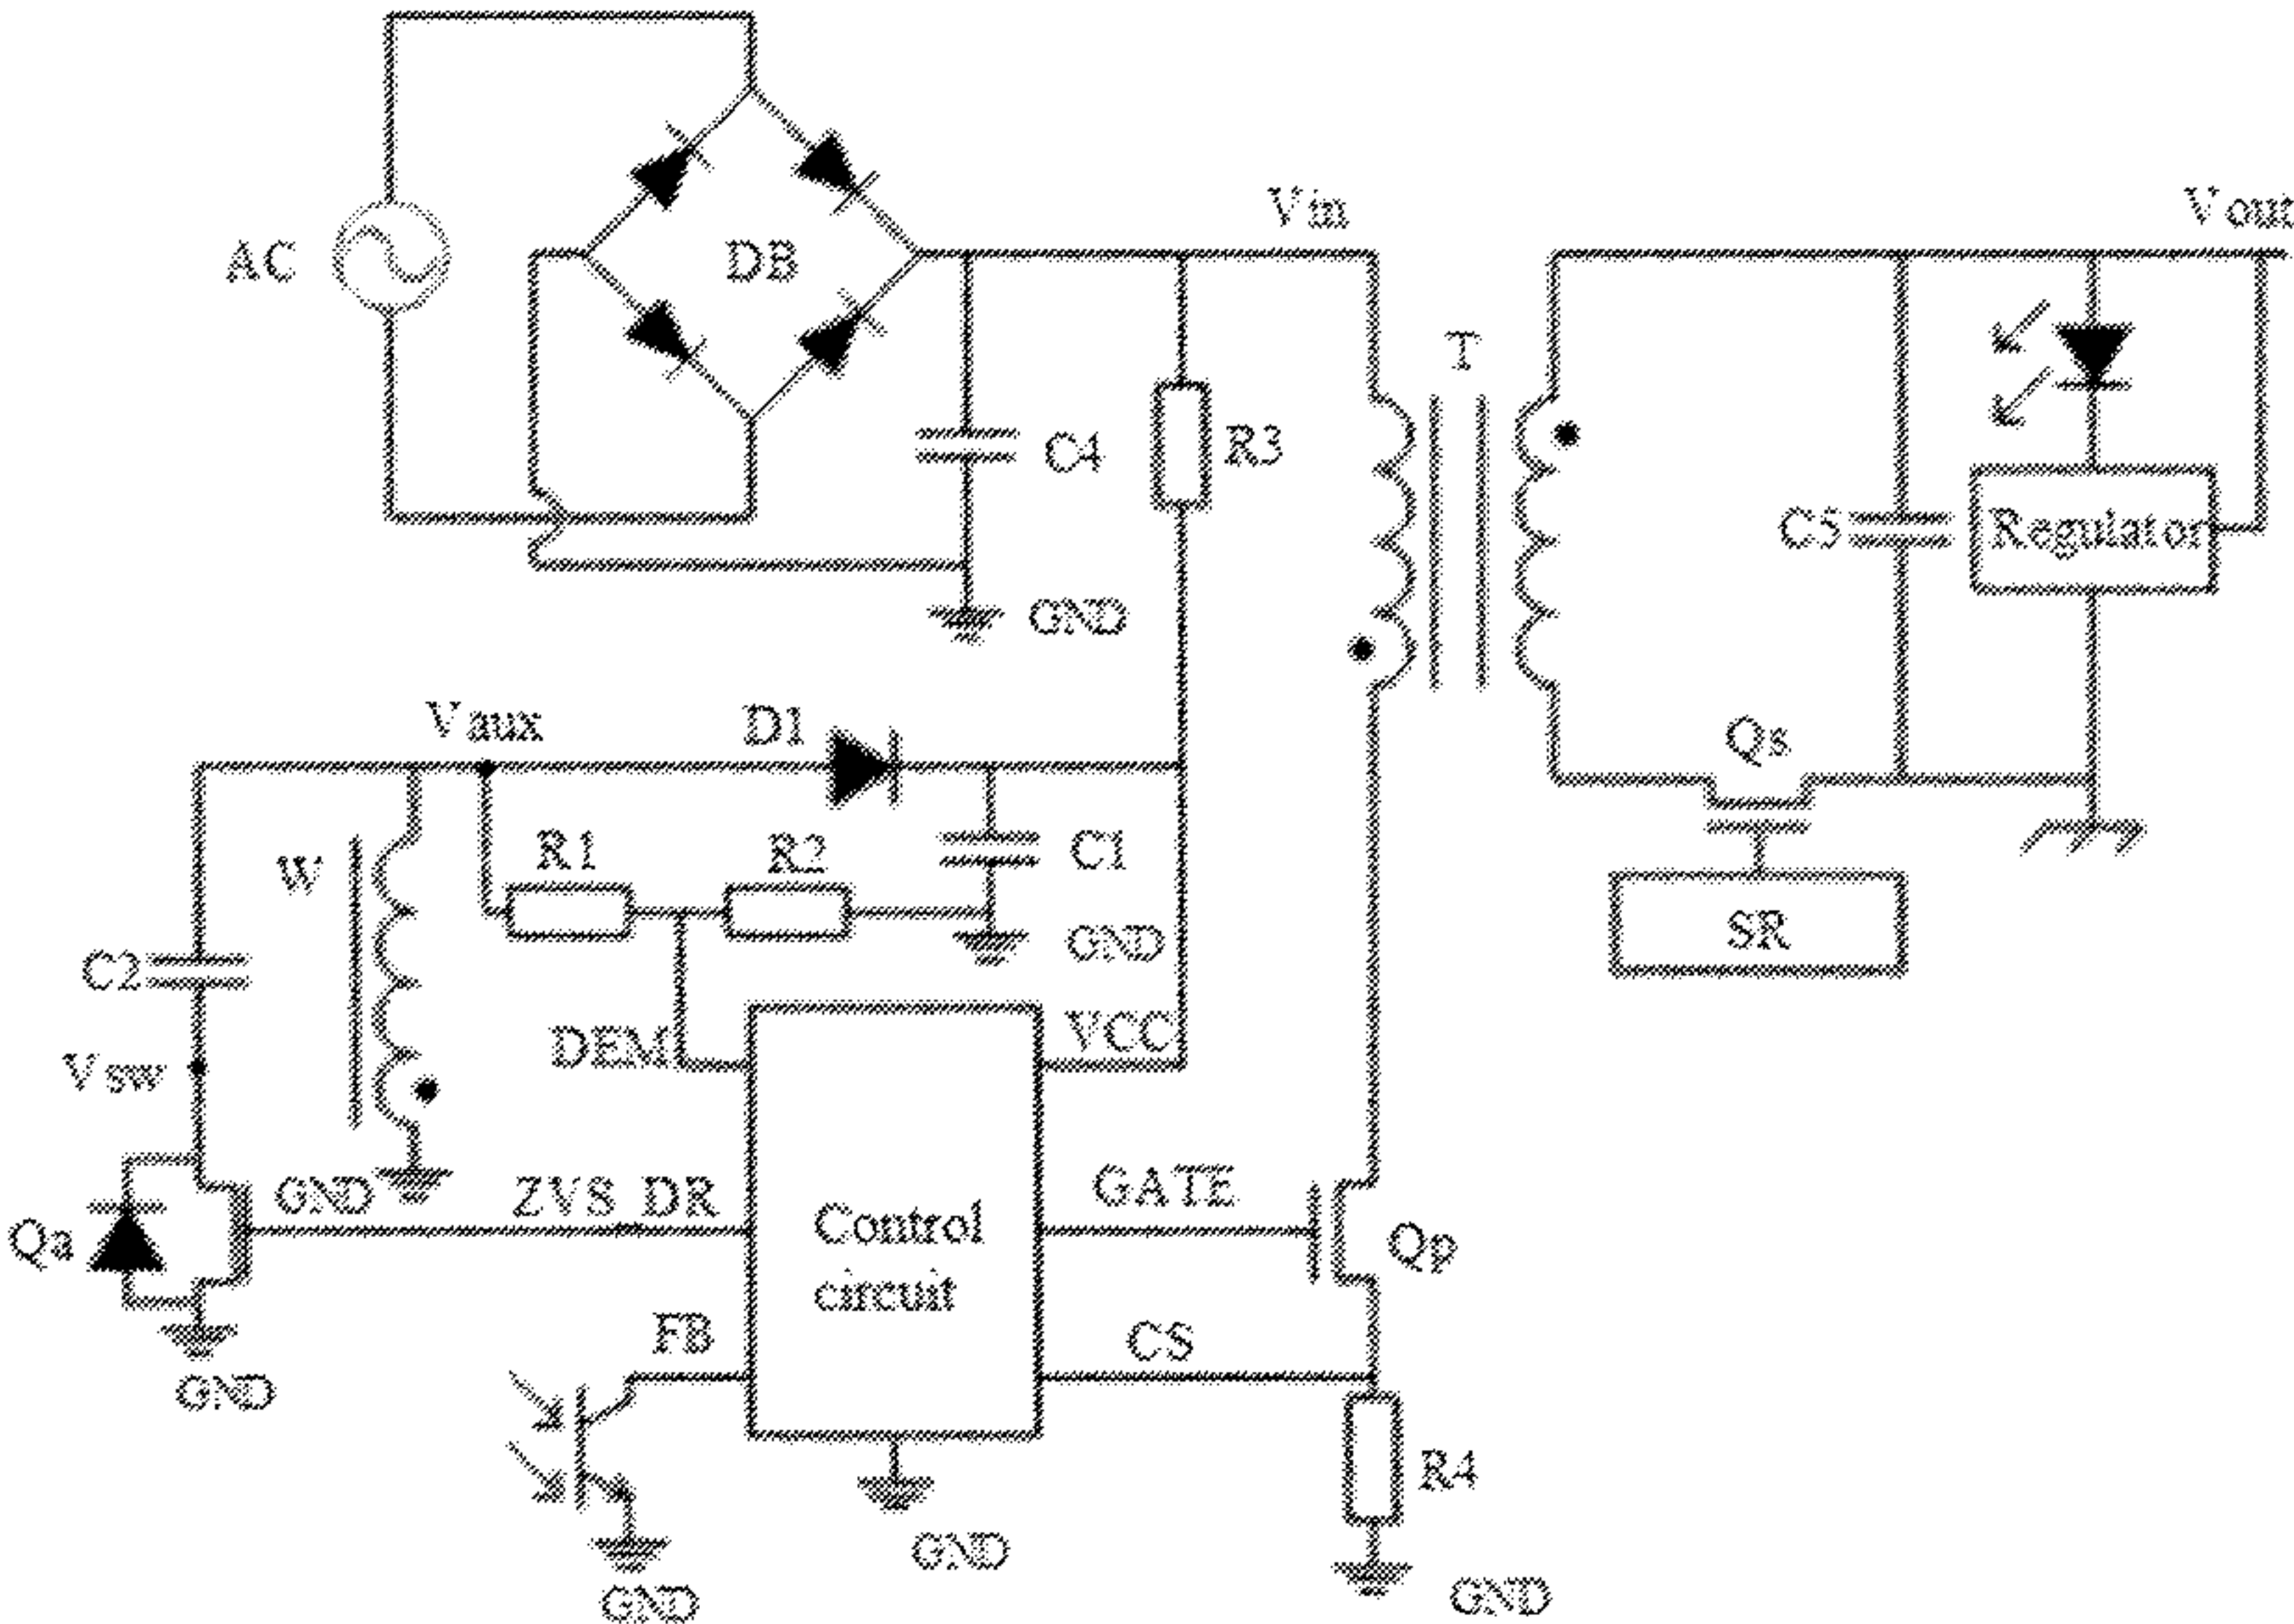 Vin
Vout
AC
DB
T
C4
R3
C5
Regulator
GND
Vaux
D1
Qs
R1
R2
C1
W
SR
GND
C2
DEM
VCC
Vsw
GND
ZVS_DR
GATE
Qa
Control
circuit
Qp
FB
CS
GND
R4
GND
GND
GND